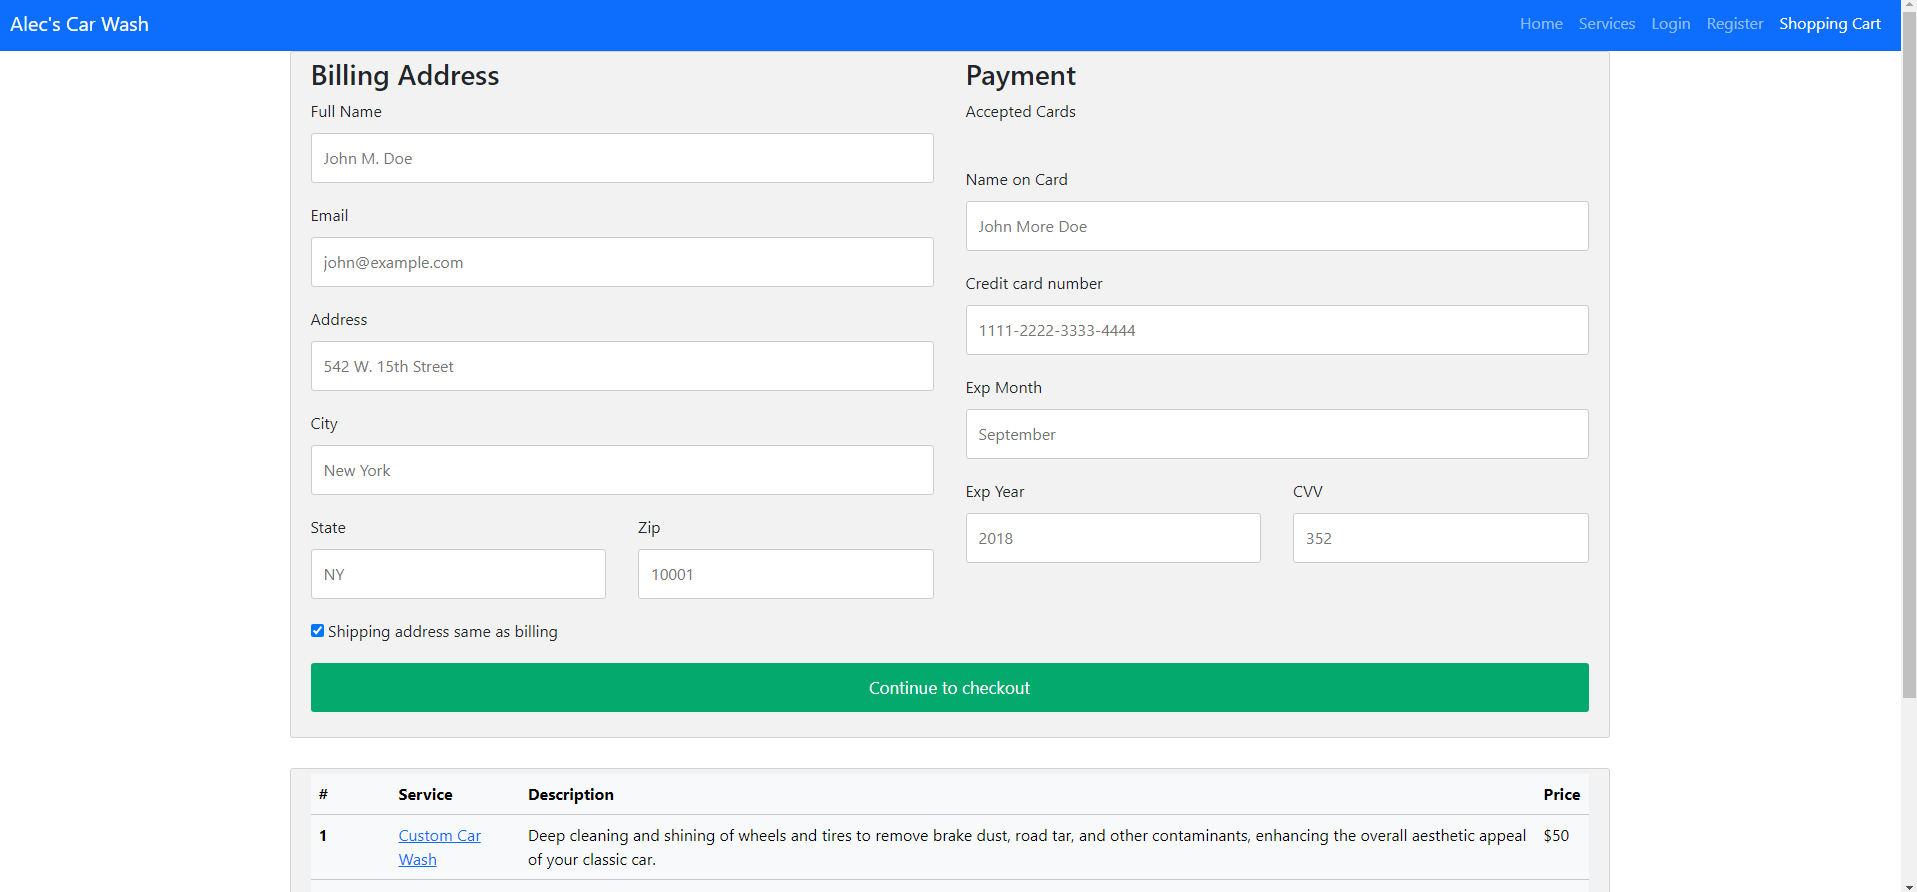 Alec's Car Wash
Home Services Login Register Shopping Cart
Billing Address
Full Name
John M. Doe
Email
john@example.com
Address
542 W. 15th Street
City
New York
State Zip
NY 10001
Shipping address same as billing
Payment
Accepted Cards
Name on Card
John More Doe
Credit card number
1111-2222-3333-4444
Exp Month
September
Exp Year CVV
2018 352
Continue to checkout
# Service Description Price
1 Custom Car Deep cleaning and shining of wheels and tires to remove brake dust, road tar, and other contaminants, enhancing the overall aesthetic appeal $50
Wash of your classic car.